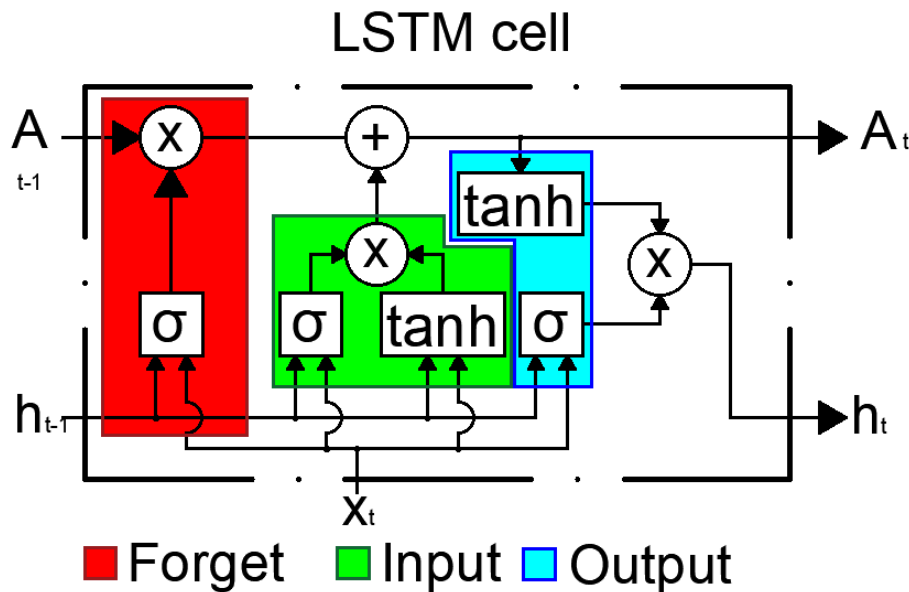 LSTM cell
A t-1
x
+
A t
tanh
x
x
σ
σ
tanh
σ
h t-1
h t
x t
Forget
Input
Output